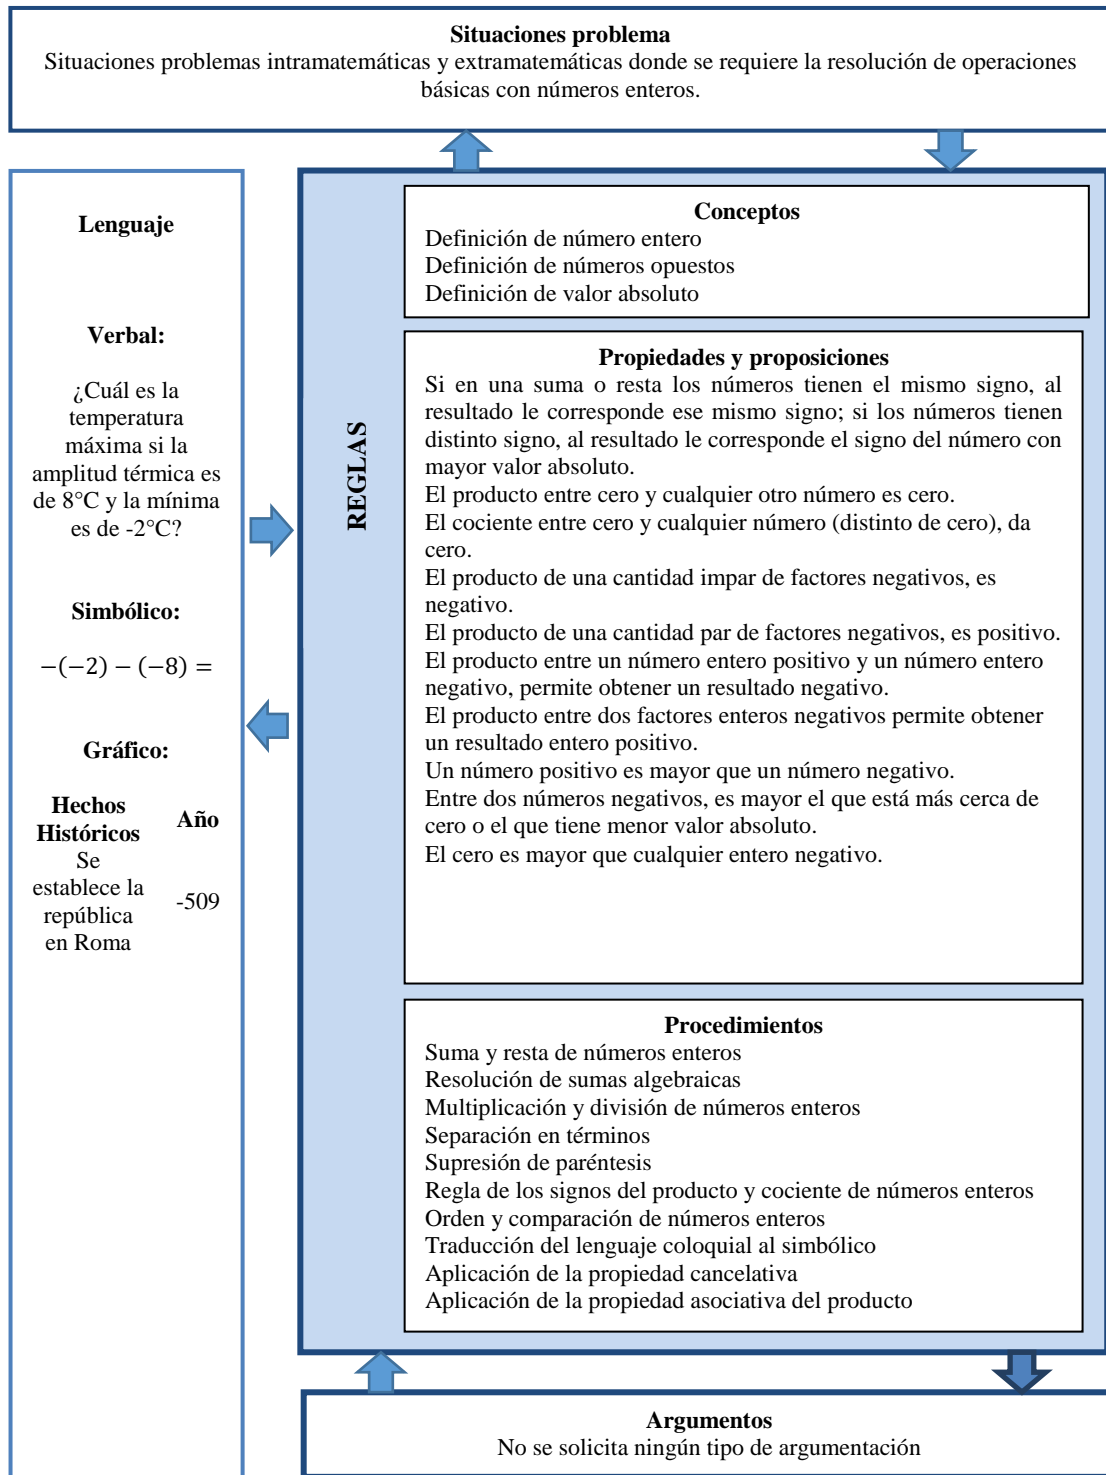 Situaciones problema
Situaciones problemas intramatemáticas y extramatemáticas donde se requiere la resolución de operaciones
básicas con números enteros.
Lenguaje
Verbal:
¿Cuál es la
temperatura
máxima si la
amplitud térmica es
de 8°C y la mínima
es de -2°C?
Simbólico:
−(−2) − (−8) =
Gráfico:
Hechos
Históricos
Año
Se
establece la
república
en Roma
-509
REGLAS
Conceptos
Definición de número entero
Definición de números opuestos
Definición de valor absoluto
Propiedades y proposiciones
Si en una suma o resta los números tienen el mismo signo, al
resultado le corresponde ese mismo signo; si los números tienen
distinto signo, al resultado le corresponde el signo del número con
mayor valor absoluto.
El producto entre cero y cualquier otro número es cero.
El cociente entre cero y cualquier número (distinto de cero), da
cero.
El producto de una cantidad impar de factores negativos, es
negativo.
El producto de una cantidad par de factores negativos, es positivo.
El producto entre un número entero positivo y un número entero
negativo, permite obtener un resultado negativo.
El producto entre dos factores enteros negativos permite obtener
un resultado entero positivo.
Un número positivo es mayor que un número negativo.
Entre dos números negativos, es mayor el que está más cerca de
cero o el que tiene menor valor absoluto.
El cero es mayor que cualquier entero negativo.
Procedimientos
Suma y resta de números enteros
Resolución de sumas algebraicas
Multiplicación y división de números enteros
Separación en términos
Supresión de paréntesis
Regla de los signos del producto y cociente de números enteros
Orden y comparación de números enteros
Traducción del lenguaje coloquial al simbólico
Aplicación de la propiedad cancelativa
Aplicación de la propiedad asociativa del producto
Argumentos
No se solicita ningún tipo de argumentación